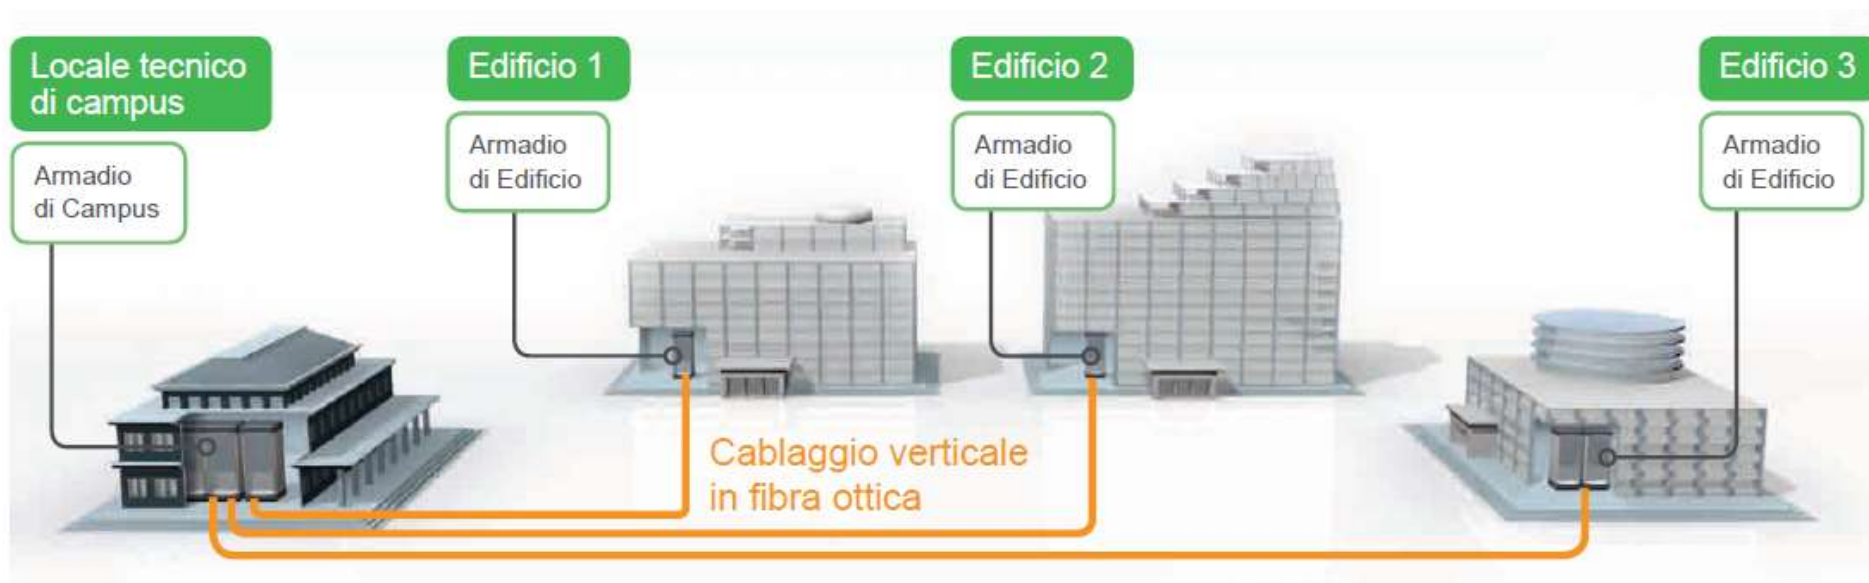 Locale tecnico
di campus
Armadio
di Campus
Edificio 1
Armadio
di Edificio
Edificio 2
Armadio
di Edificio
Edificio 3
Armadio
di Edificio
Cablaggio verticale
in fibra ottica